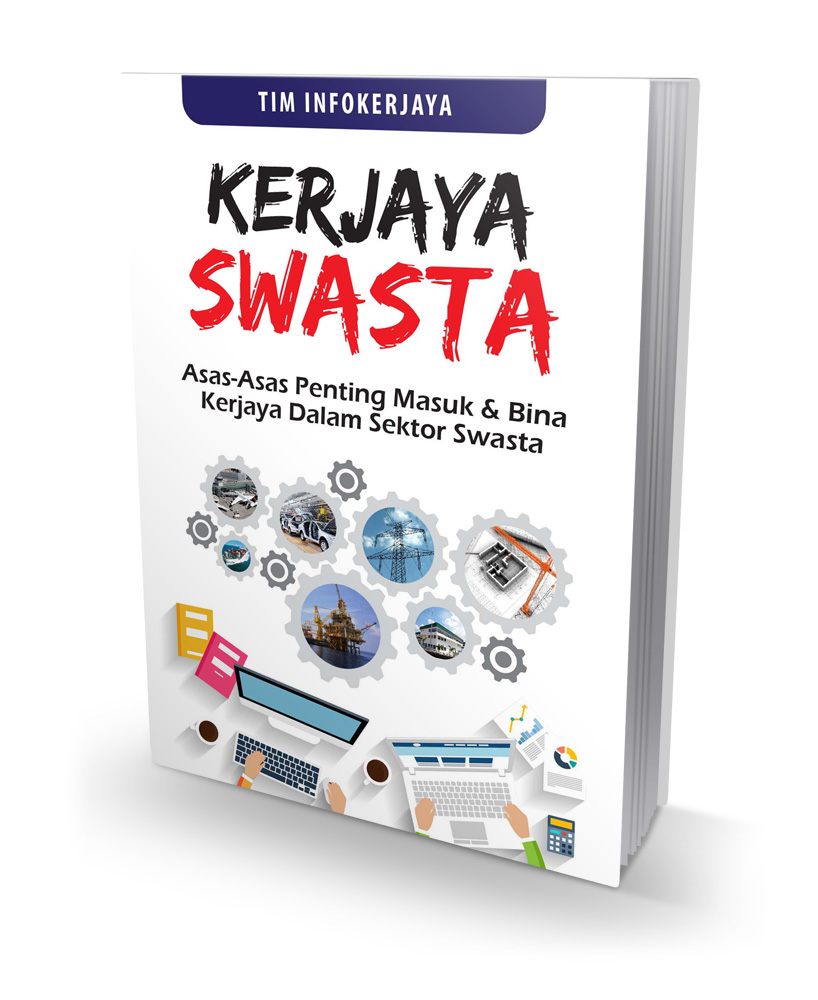 TIM INFOKERJAYA
KERJAYA
SWASTA
Asas-Asas Penting Masuk & Bina
Kerjaya Dalam Sektor Swasta